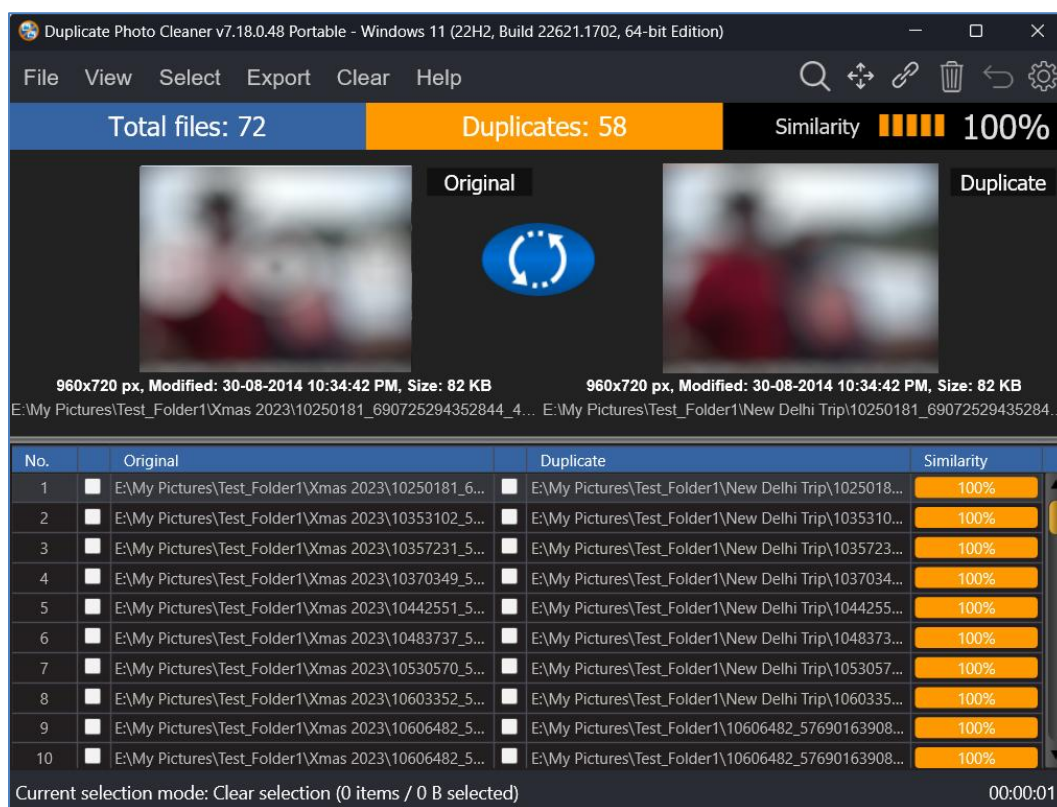 Duplicate Photo Cleaner v7.18.0.48 Portable - Windows 11 (22H2, Build 22621.1702, 64-bit Edition)
File View Select Export Clear Help
Total files: 72 Duplicates: 58 Similarity 100%
Original Duplicate
960x720 px, Modified: 30-08-2014 10:34:42 PM, Size: 82 KB 960x720 px, Modified: 30-08-2014 10:34:42 PM, Size: 82 KB
E:\My Pictures\Test_Folder1\Xmas 2023\10250181_690725294352844_4... E:\My Pictures\Test_Folder1\New Delhi Trip\10250181_69072529435284...
No. Original Duplicate Similarity
1 E:\My Pictures\Test_Folder1\Xmas 2023\10250181_6... E:\My Pictures\Test_Folder1\New Delhi Trip\1025018... 100%
2 E:\My Pictures\Test_Folder1\Xmas 2023\10353102_5... E:\My Pictures\Test_Folder1\New Delhi Trip\1035310... 100%
3 E:\My Pictures\Test_Folder1\Xmas 2023\10357231_5... E:\My Pictures\Test_Folder1\New Delhi Trip\1035723... 100%
4 E:\My Pictures\Test_Folder1\Xmas 2023\10370349_5... E:\My Pictures\Test_Folder1\New Delhi Trip\1037034... 100%
5 E:\My Pictures\Test_Folder1\Xmas 2023\10442551_5... E:\My Pictures\Test_Folder1\New Delhi Trip\1044255... 100%
6 E:\My Pictures\Test_Folder1\Xmas 2023\10483737_5... E:\My Pictures\Test_Folder1\New Delhi Trip\1048373... 100%
7 E:\My Pictures\Test_Folder1\Xmas 2023\10530570_5... E:\My Pictures\Test_Folder1\New Delhi Trip\1053057... 100%
8 E:\My Pictures\Test_Folder1\Xmas 2023\10603352_5... E:\My Pictures\Test_Folder1\New Delhi Trip\1060335... 100%
9 E:\My Pictures\Test_Folder1\Xmas 2023\10606482_5... E:\My Pictures\Test_Folder1\10606482_57690163908... 100%
10 E:\My Pictures\Test_Folder1\Xmas 2023\10606482_5... E:\My Pictures\Test_Folder1\10606482_57690163908... 100%
Current selection mode: Clear selection (0 items / 0 B selected) 00:00:01